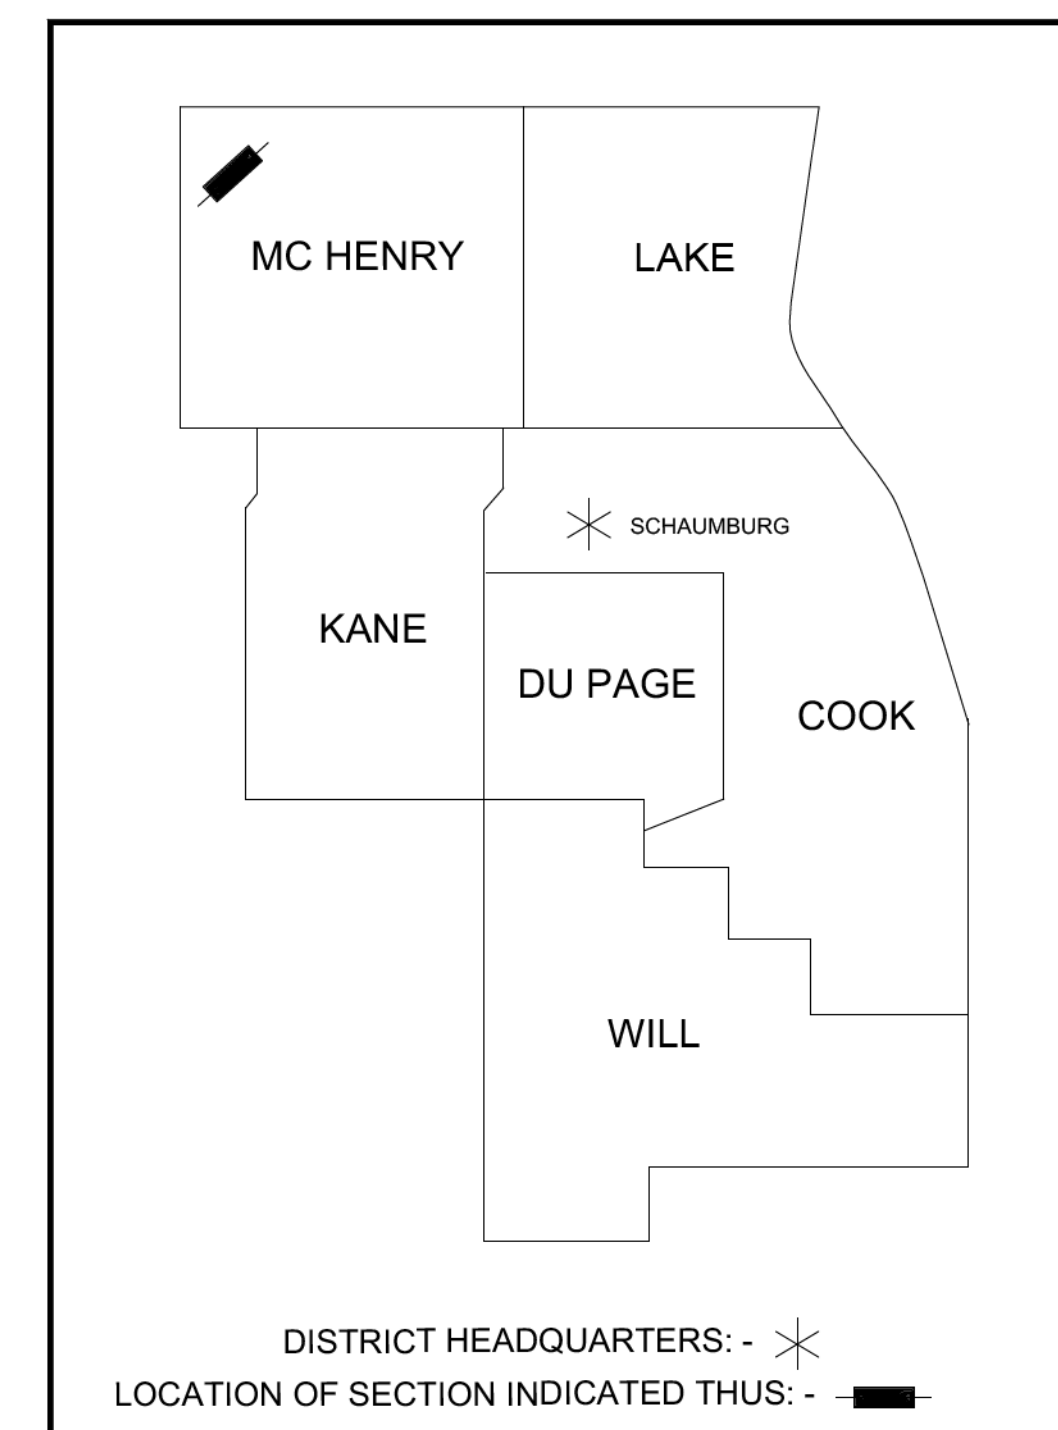 MC HENRY
LAKE
SCHAUMBURG
KANE
DU PAGE
COOK
WILL
DISTRICT HEADQUARTERS: -
LOCATION OF SECTION INDICATED THUS: -